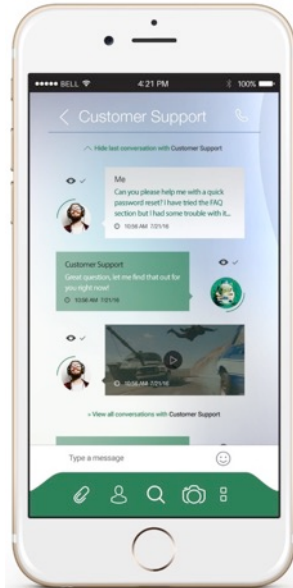 BELL 4:21 PM 100%
Customer Support
Hide last conversation with Customer Support
Me
Can you please help me with a quick
password reset? I have tried the FAQ
section but I had some trouble with it...
10:56 AM 7/21/16
Customer Support
Great question, let me find that out for
you right now!
10:56 AM 7/21/16
10:56 AM 7/21/16
View all conversations with Customer Support
Type a message